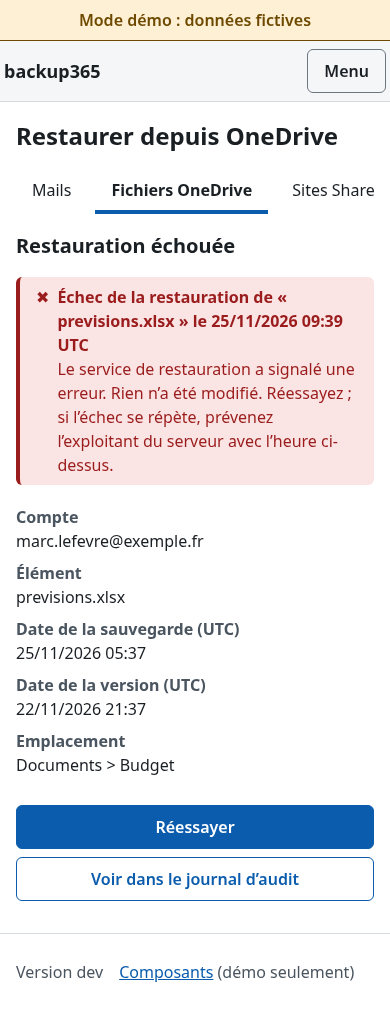 Mode démo : données fictives
backup365
Menu
Restaurer depuis OneDrive
Mails
Fichiers OneDrive
Sites Share
Restauration échouée
✖ Échec de la restauration de «
previsions.xlsx » le 25/11/2026 09:39
UTC
Le service de restauration a signalé une
erreur. Rien n’a été modifié. Réessayez ;
si l’échec se répète, prévenez
l’exploitant du serveur avec l’heure ci-
dessus.
Compte
marc.lefevre@exemple.fr
Élément
previsions.xlsx
Date de la sauvegarde (UTC)
25/11/2026 05:37
Date de la version (UTC)
22/11/2026 21:37
Emplacement
Documents > Budget
Réessayer
Voir dans le journal d’audit
Version dev Composants (démo seulement)